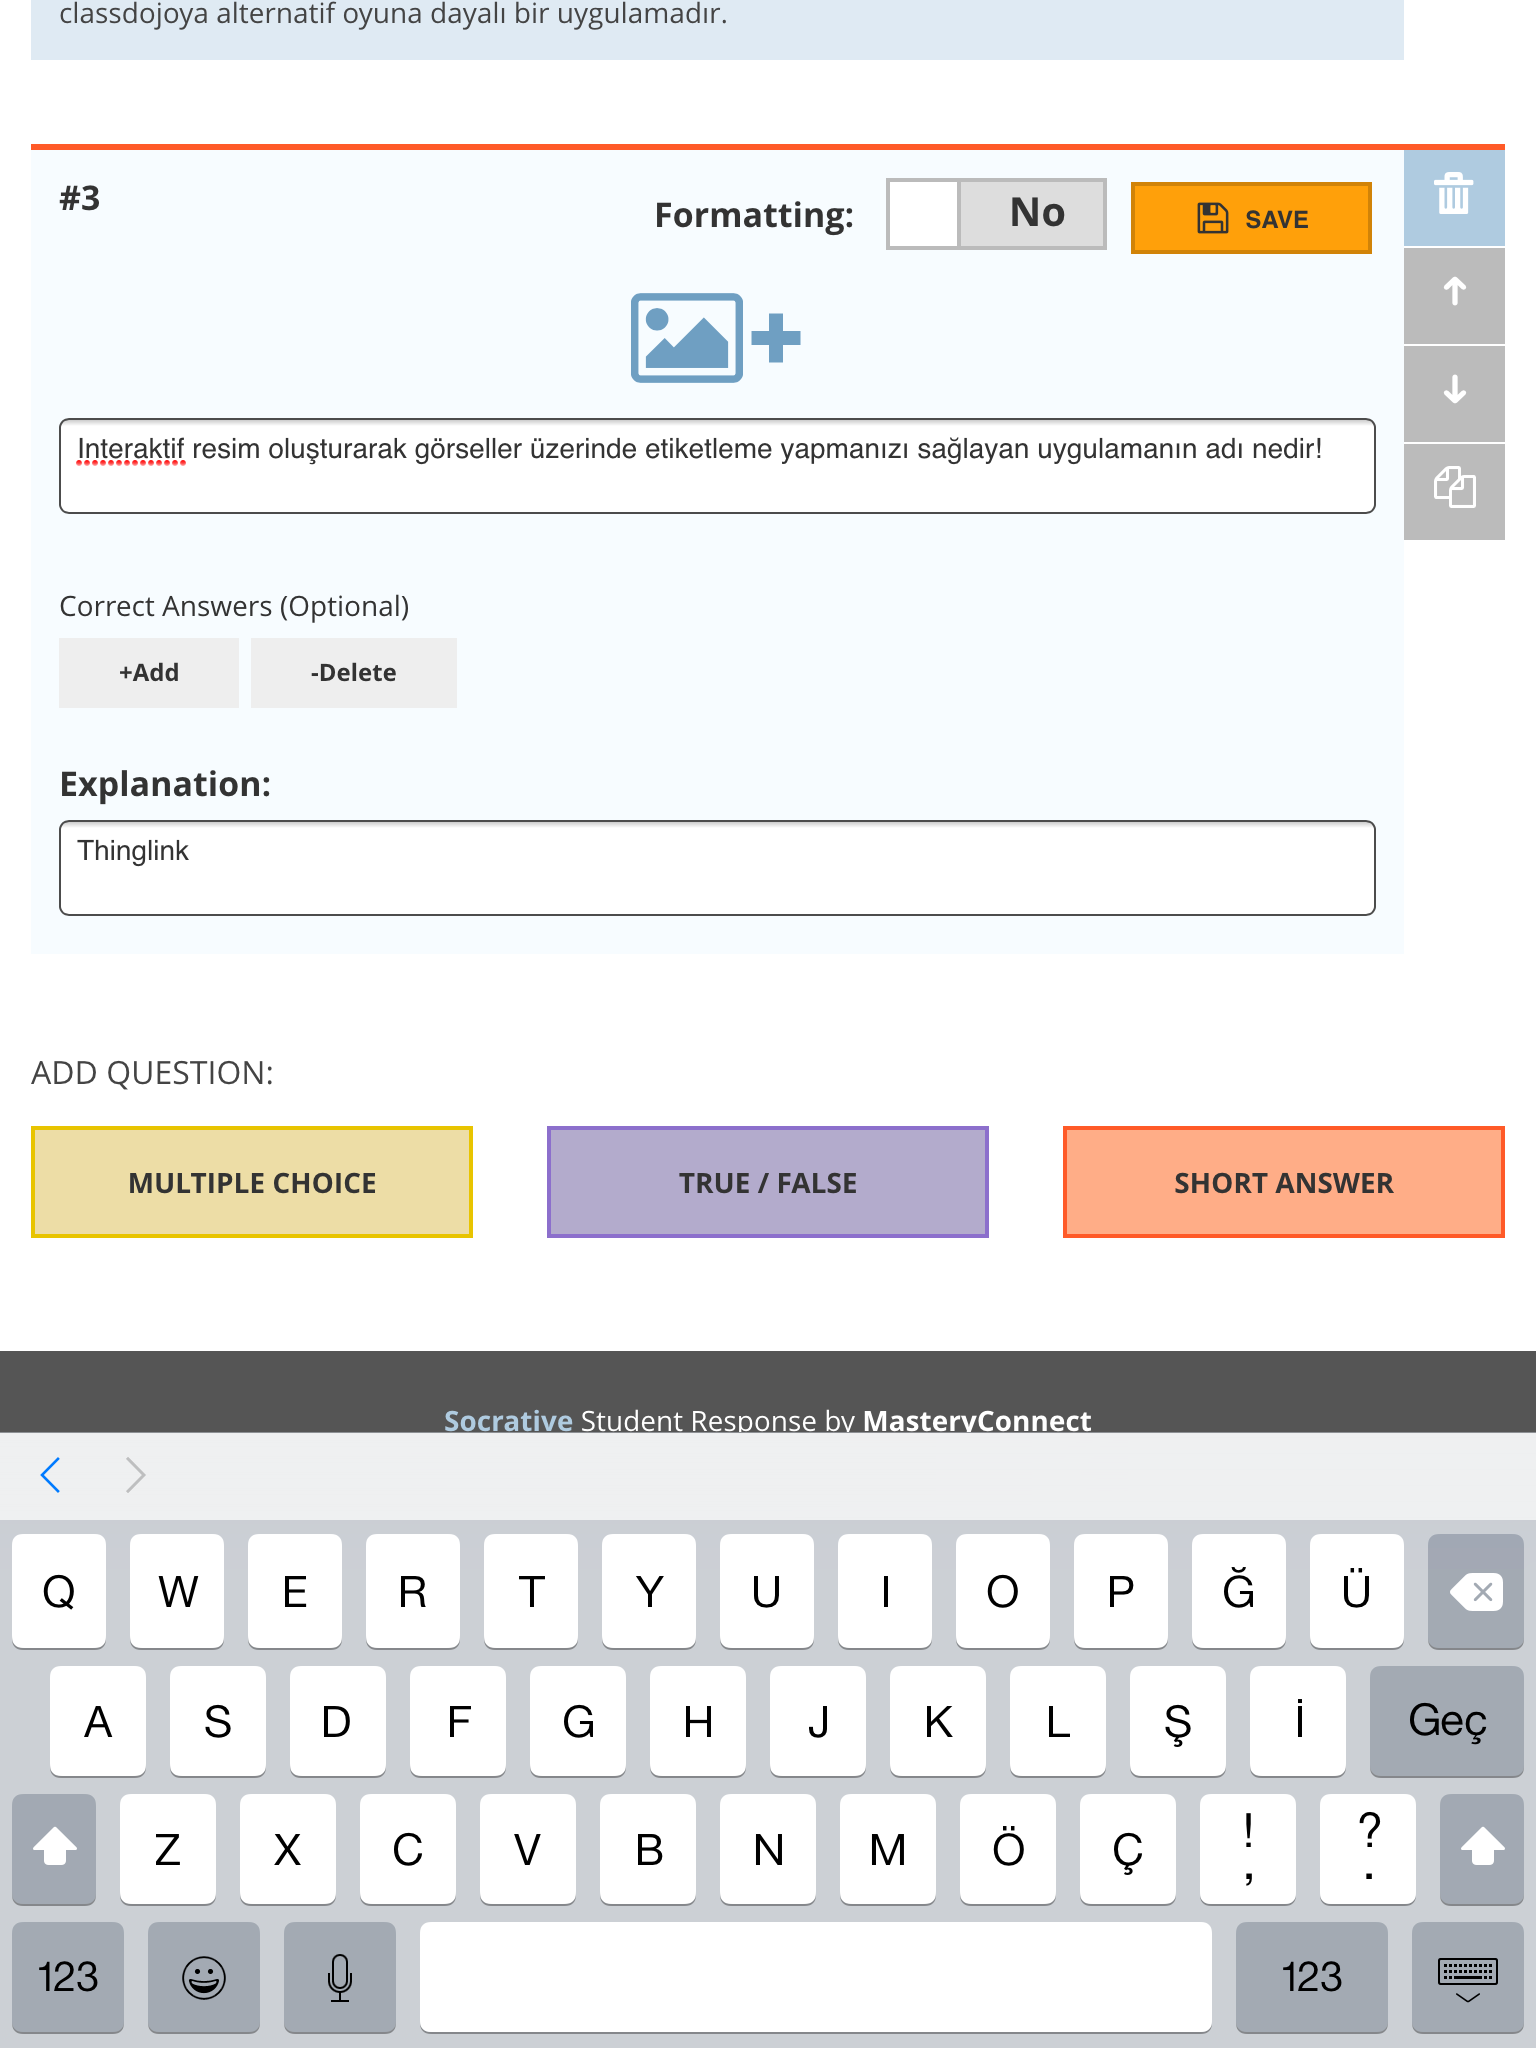 classdojoya alternatif oyuna dayalı bir uygulamadır.
#3
Formatting:
No
SAVE
Interaktif resim oluşturarak görseller üzerinde etiketleme yapmanızı sağlayan uygulamanın adı nedir!
Correct Answers (Optional)
+Add
-Delete
Explanation:
Thinglink
ADD QUESTION:
MULTIPLE CHOICE
TRUE / FALSE
SHORT ANSWER
Socrative Student Response by MasteryConnect
Q W E R T Y U I O P Ğ Ü
A S D F G H J K L Ş İ Geç
Z X C V B N M Ö Ç ! , ? .
123 123